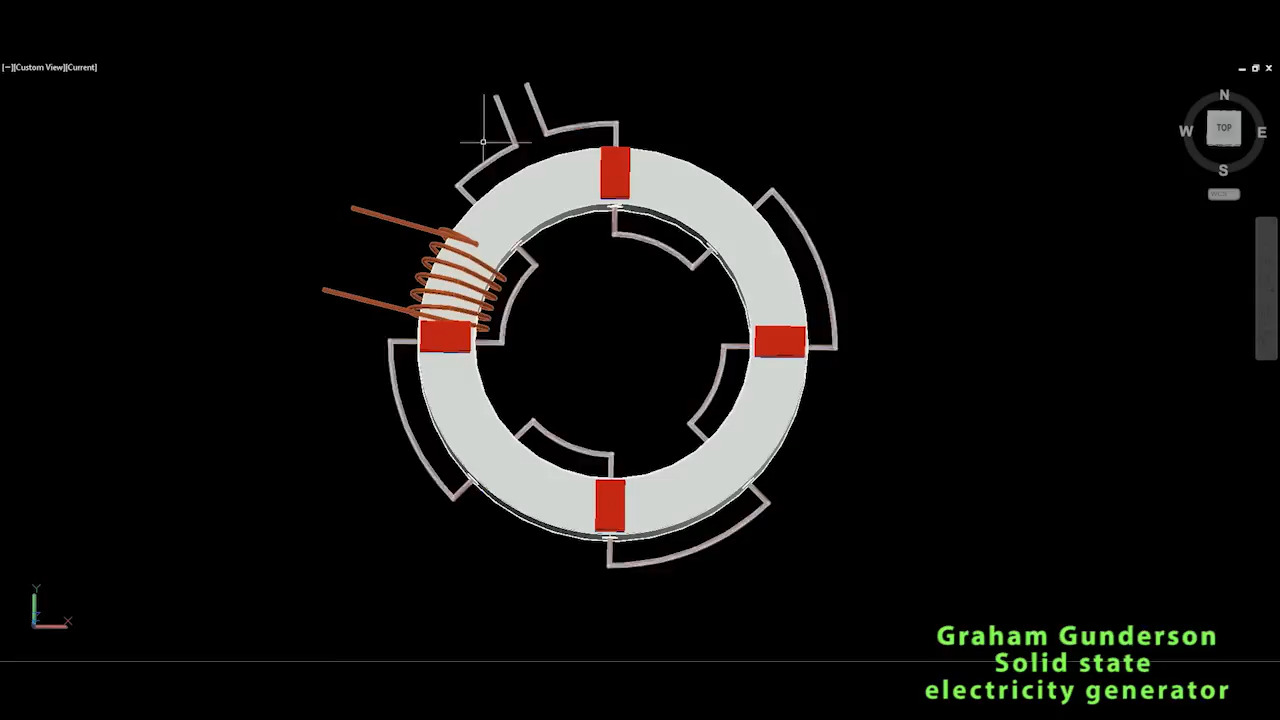 [−][Custom View][Current]
N
W
TOP
E
S
Y
X
Graham Gunderson
Solid state
electricity generator